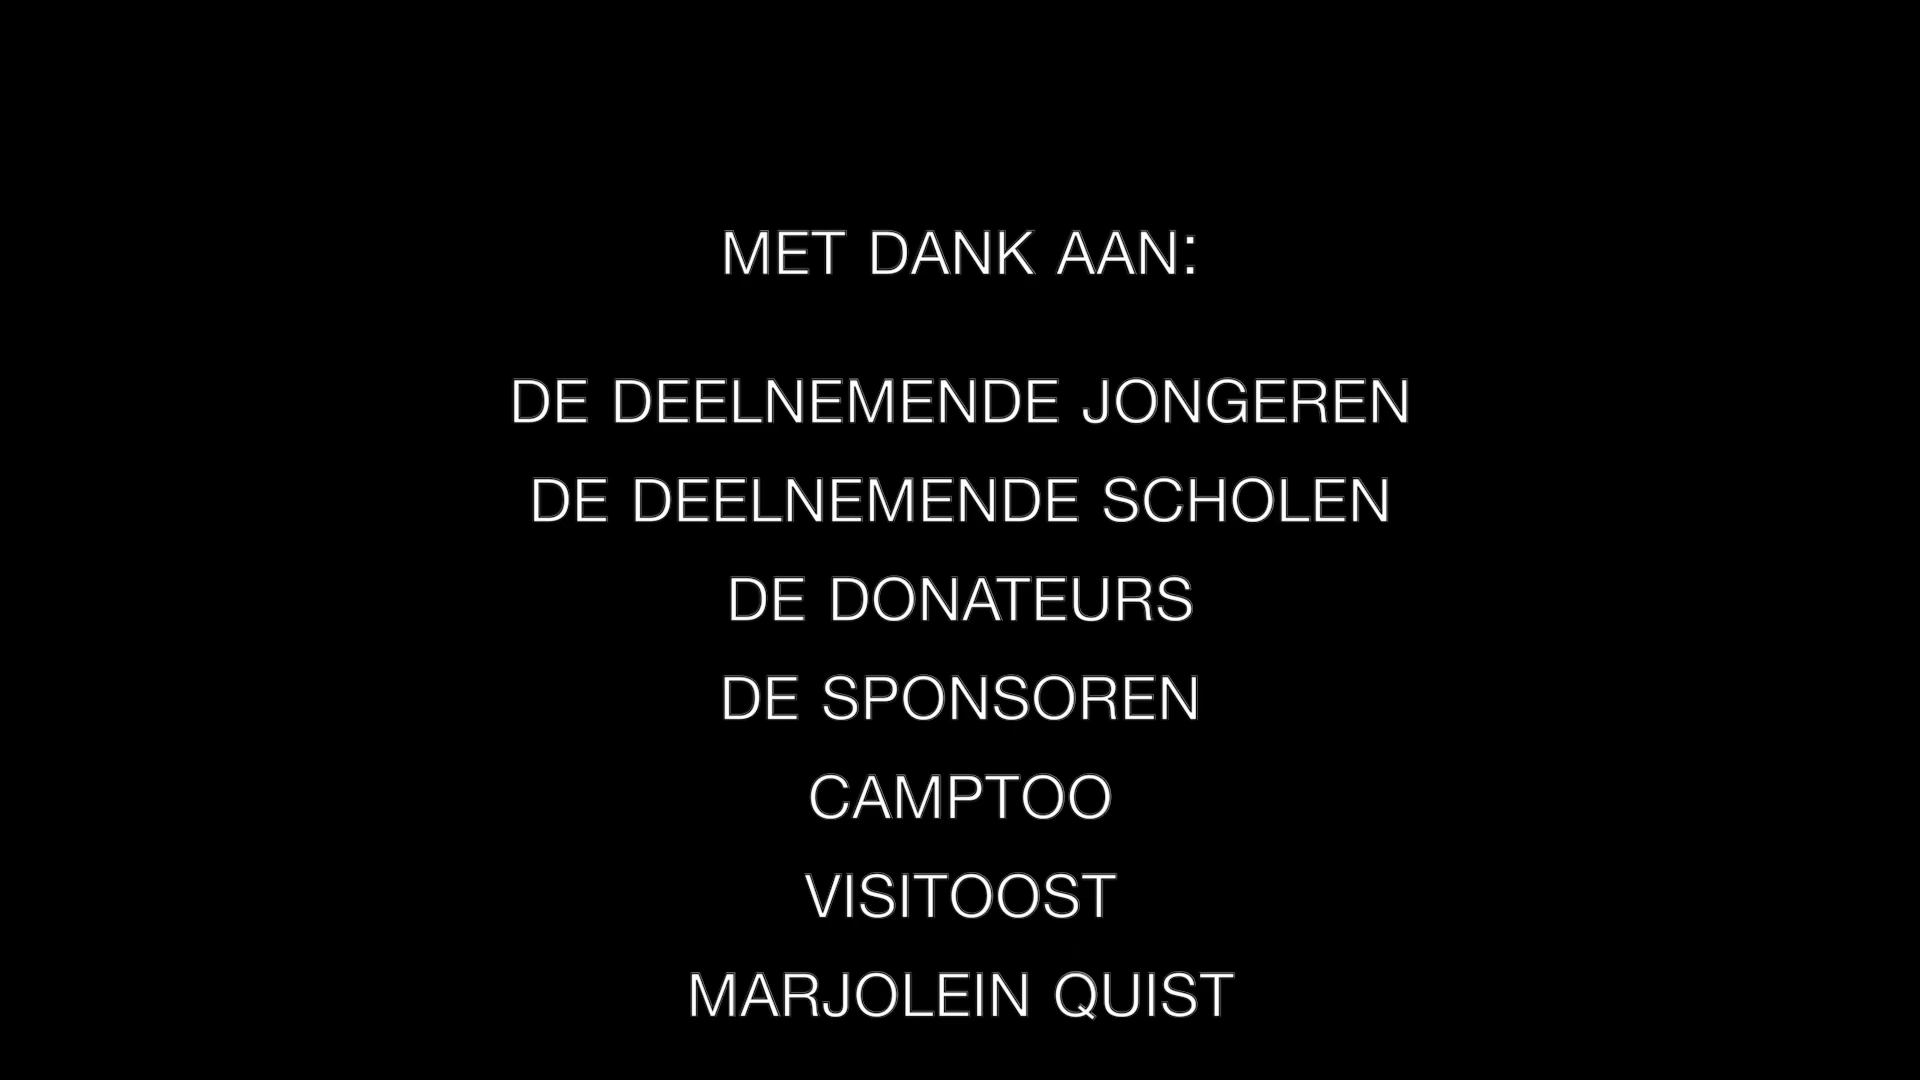 MET DANK AAN:
DE DEELNEMENDE JONGEREN
DE DEELNEMENDE SCHOLEN
DE DONATEURS
DE SPONSOREN
CAMPTOO
VISITOOST
MARJOLEIN QUIST